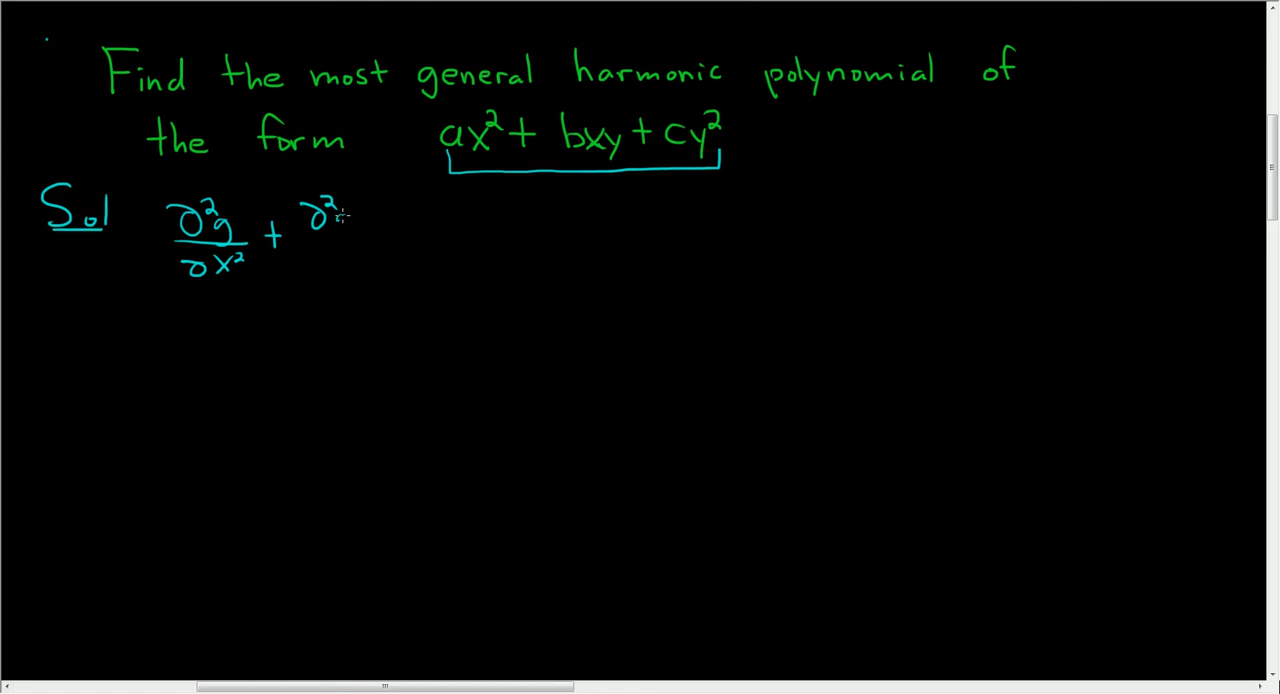 Find the most general harmonic polynomial of
the form ax² + bxy + cy²
Sol ∂²g/∂x² + ∂²